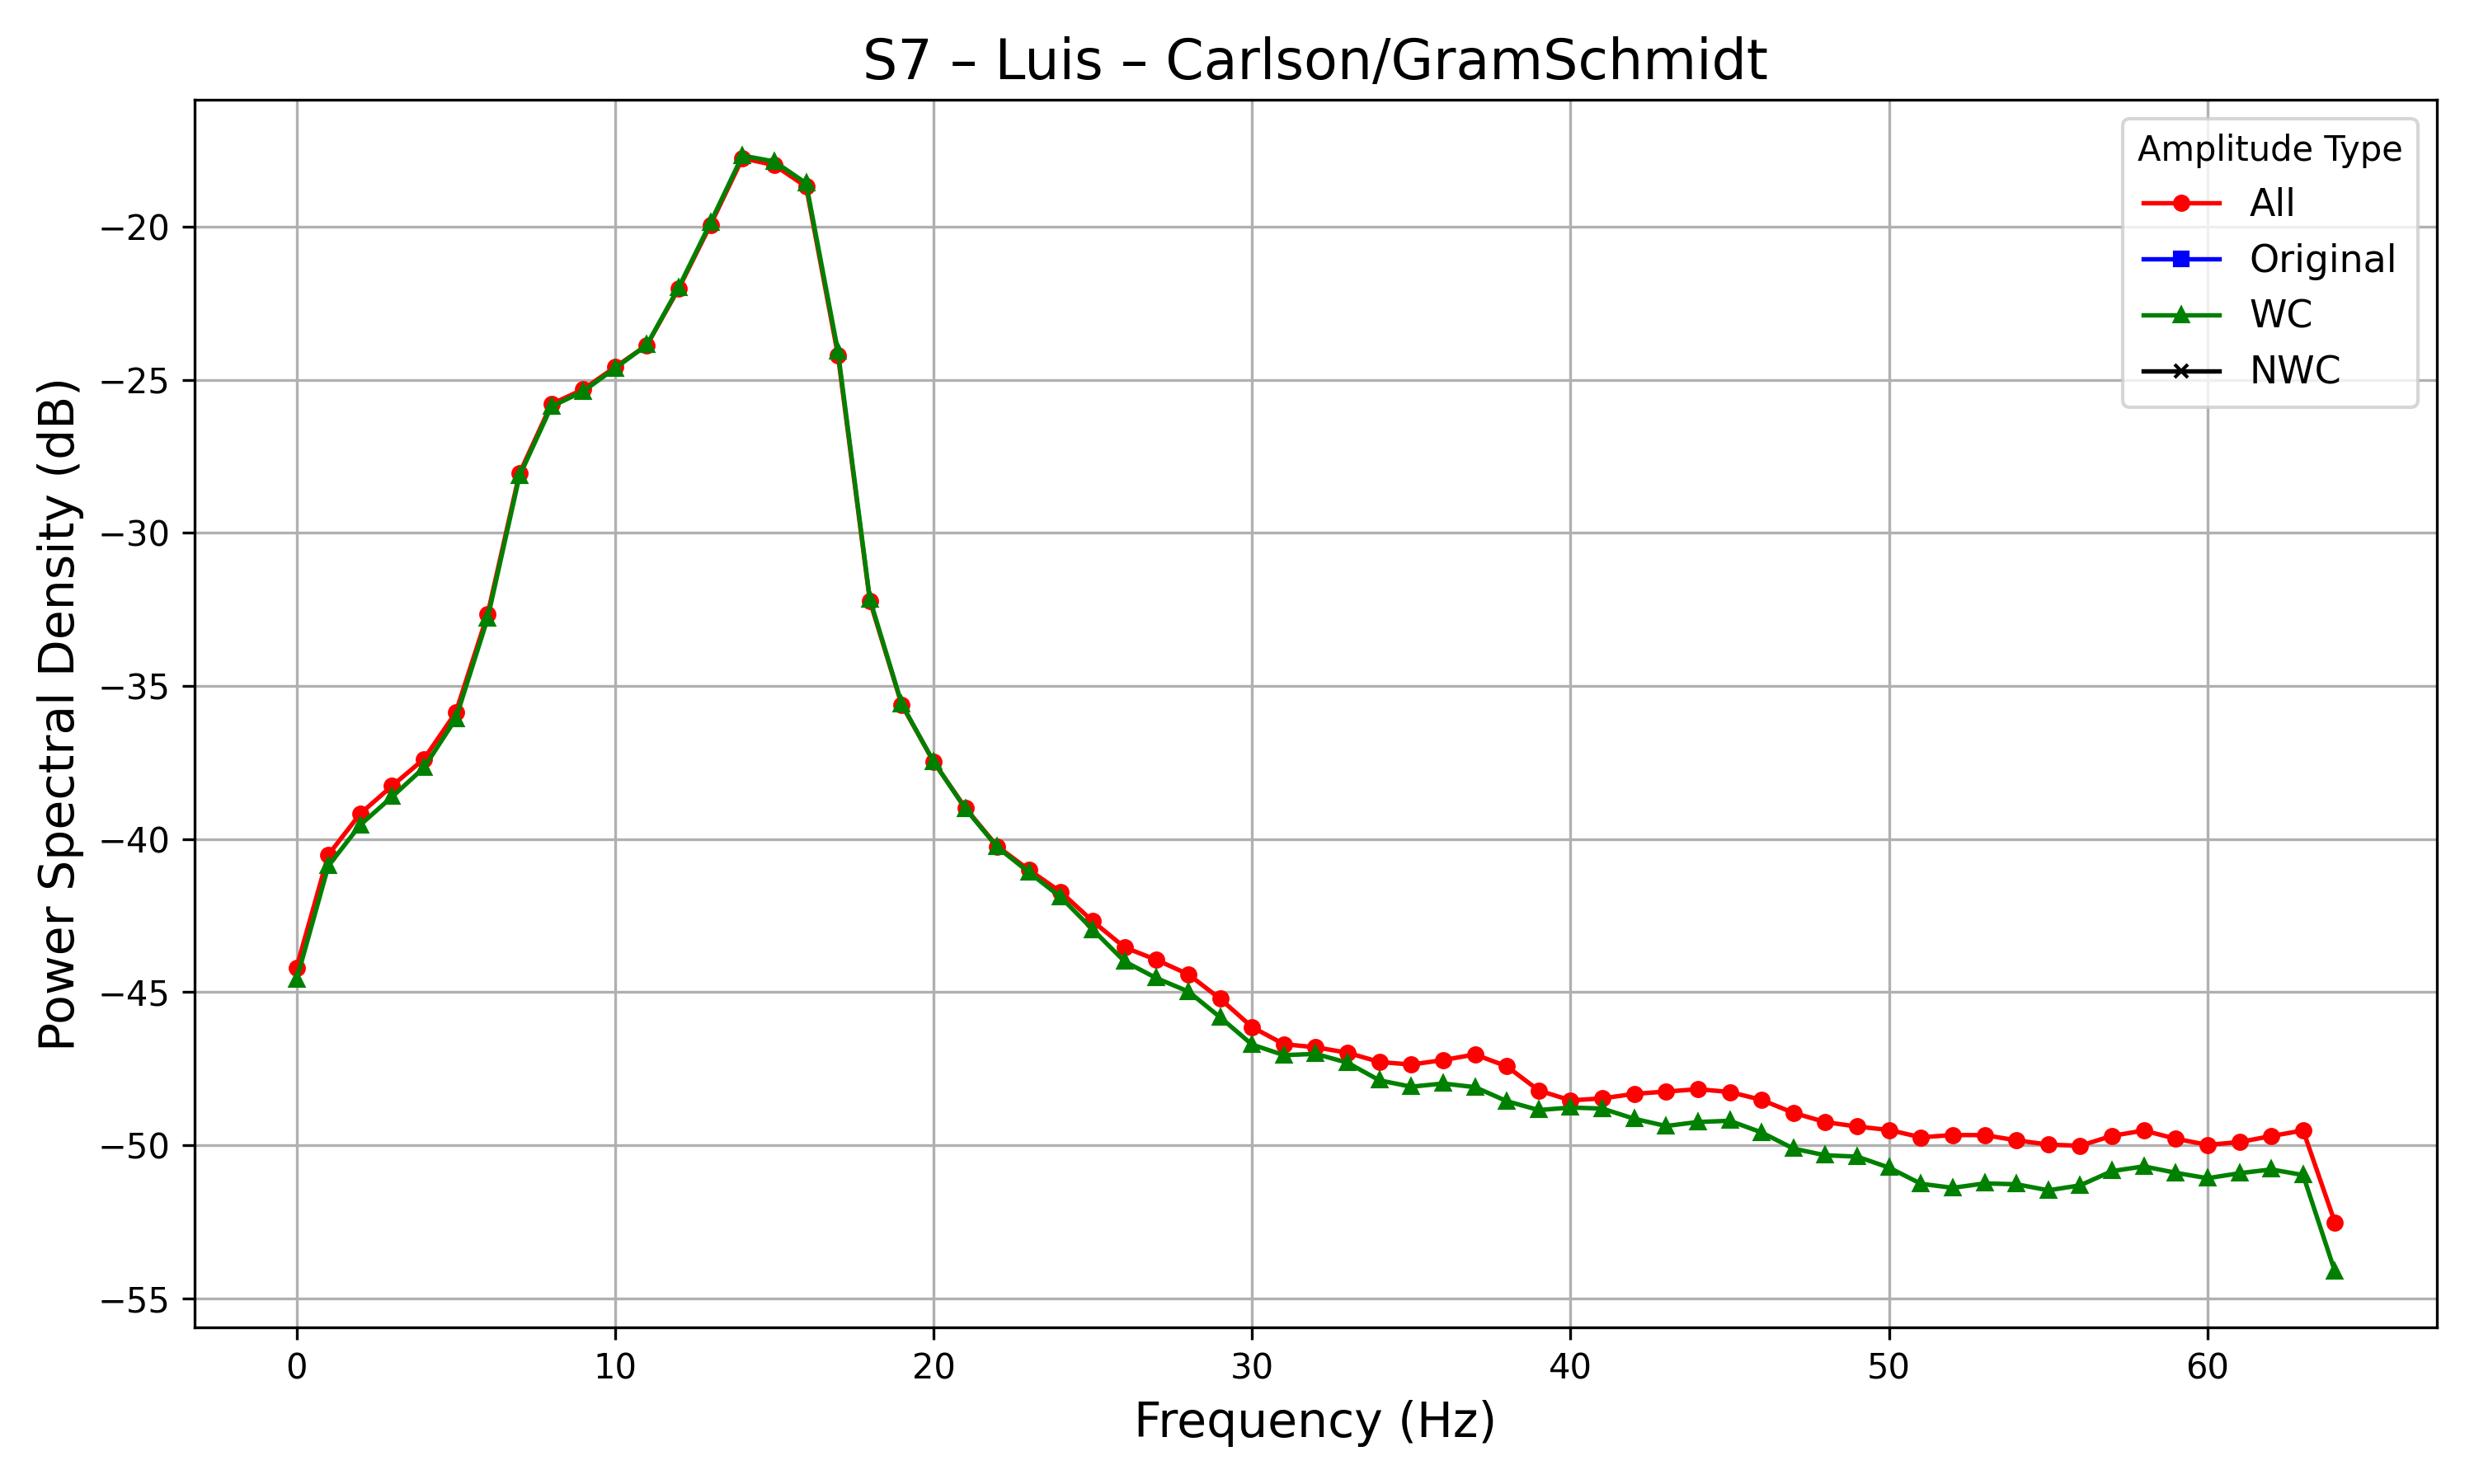 S7 – Luis – Carlson/GramSchmidt
Amplitude Type
All
Original
WC
NWC
Power Spectral Density (dB)
−20
−25
−30
−35
−40
−45
−50
−55
0 10 20 30 40 50 60
Frequency (Hz)